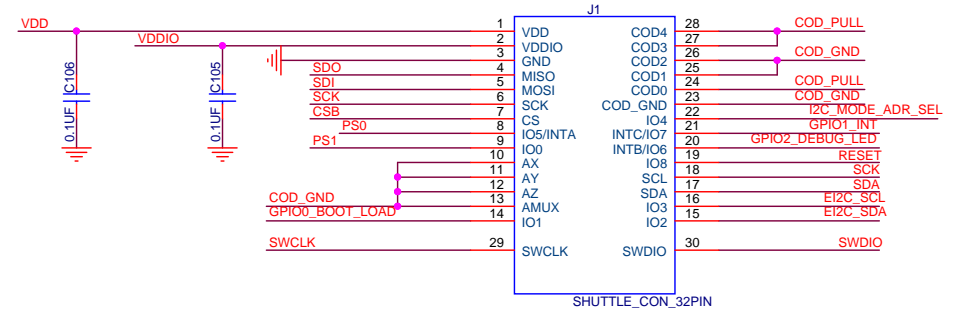 J1
VDD 1 VDD COD4 28 COD_PULL
VDDIO 2 VDDIO COD3 27
3 GND COD2 26 COD_GND
SDO 4 MISO COD1 25
SDI 5 MOSI COD0 24 COD_PULL
SCK 6 SCK COD_GND 23 COD_GND
CSB 7 CS IO4 22 I2C_MODE_ADR_SEL
PS0 8 IO5/INTA INTC/IO7 21 GPIO1_INT
PS1 9 IO0 INTB/IO6 20 GPIO2_DEBUG_LED
10 AX IO8 19 RESET
11 AY SCL 18 SCK
12 AZ SDA 17 SDA
COD_GND 13 AMUX IO3 16 EI2C_SCL
GPIO0_BOOT_LOAD 14 IO1 IO2 15 EI2C_SDA
SWCLK 29 SWCLK SWDIO 30 SWDIO
SHUTTLE_CON_32PIN
C106
0.1UF
C105
0.1UF